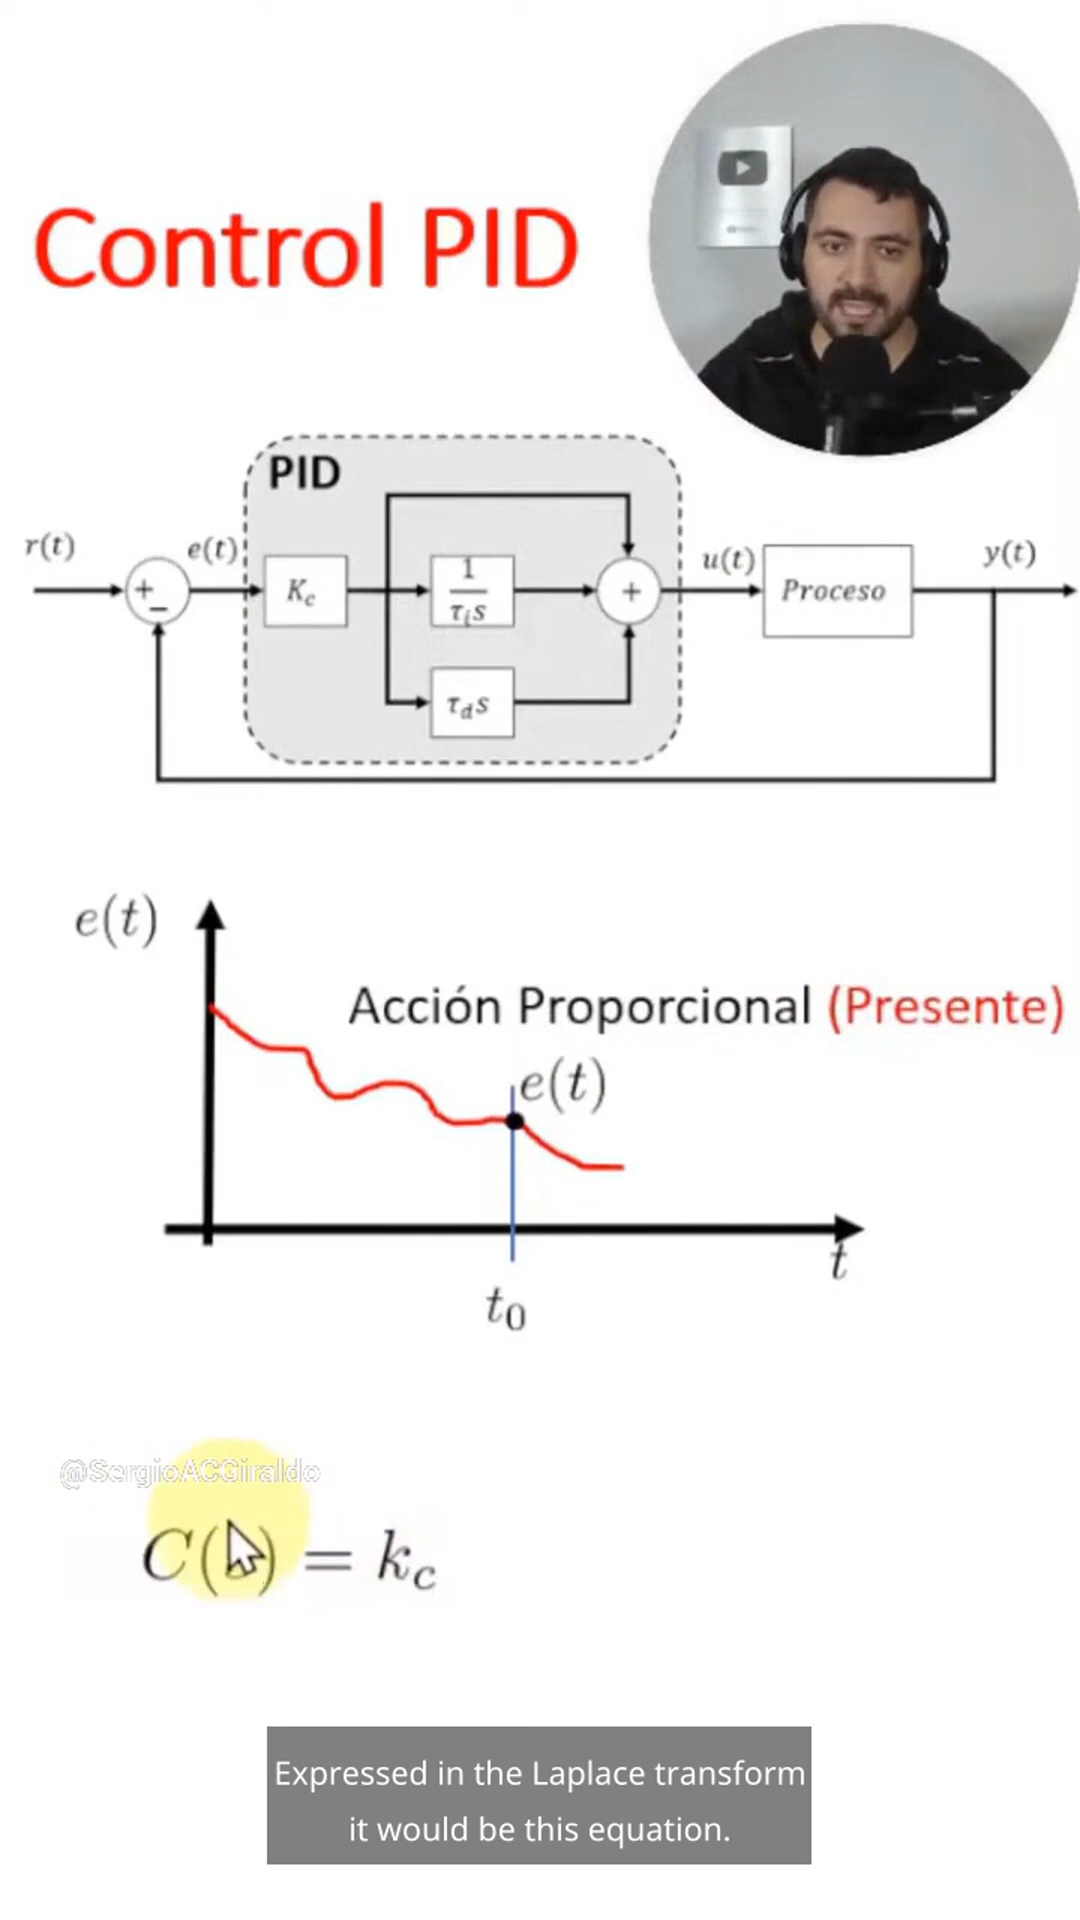 Control PID
PID
r(t)
e(t)
K_c
1
τ_i s
τ_d s
+
−
+
u(t)
Proceso
y(t)
e(t)
Acción Proporcional (Presente)
e(t)
t
t_0
@SergioACGiraldo
C( ) = k_c
Expressed in the Laplace transform
it would be this equation.